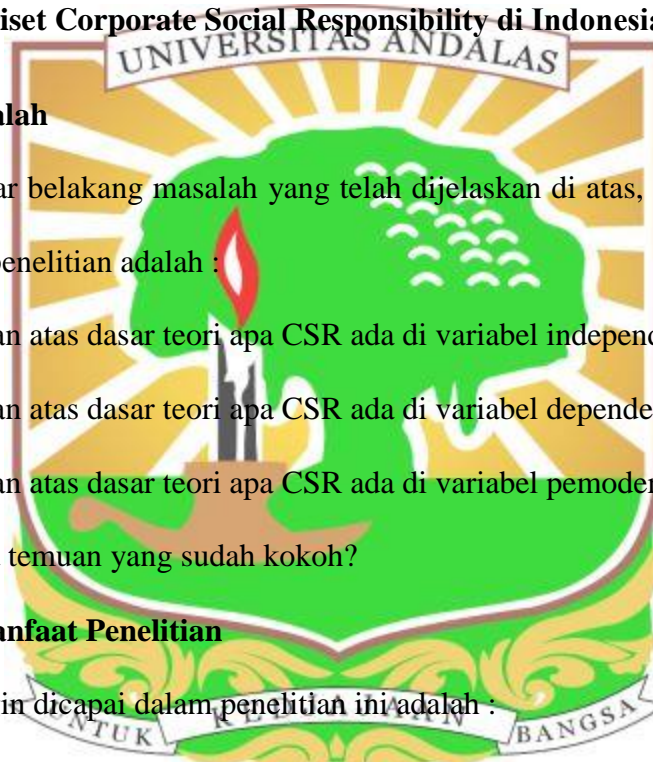 iset Corporate Social Responsibility di Indonesia
UNIVERSITAS ANDALAS
alah
ar belakang masalah yang telah dijelaskan di atas,
penelitian adalah :
an atas dasar teori apa CSR ada di variabel independ
an atas dasar teori apa CSR ada di variabel depende
an atas dasar teori apa CSR ada di variabel pemoder
temuan yang sudah kokoh?
anfaat Penelitian
in dicapai dalam penelitian ini adalah :
UNTUK KEDJAJAAN BANGSA